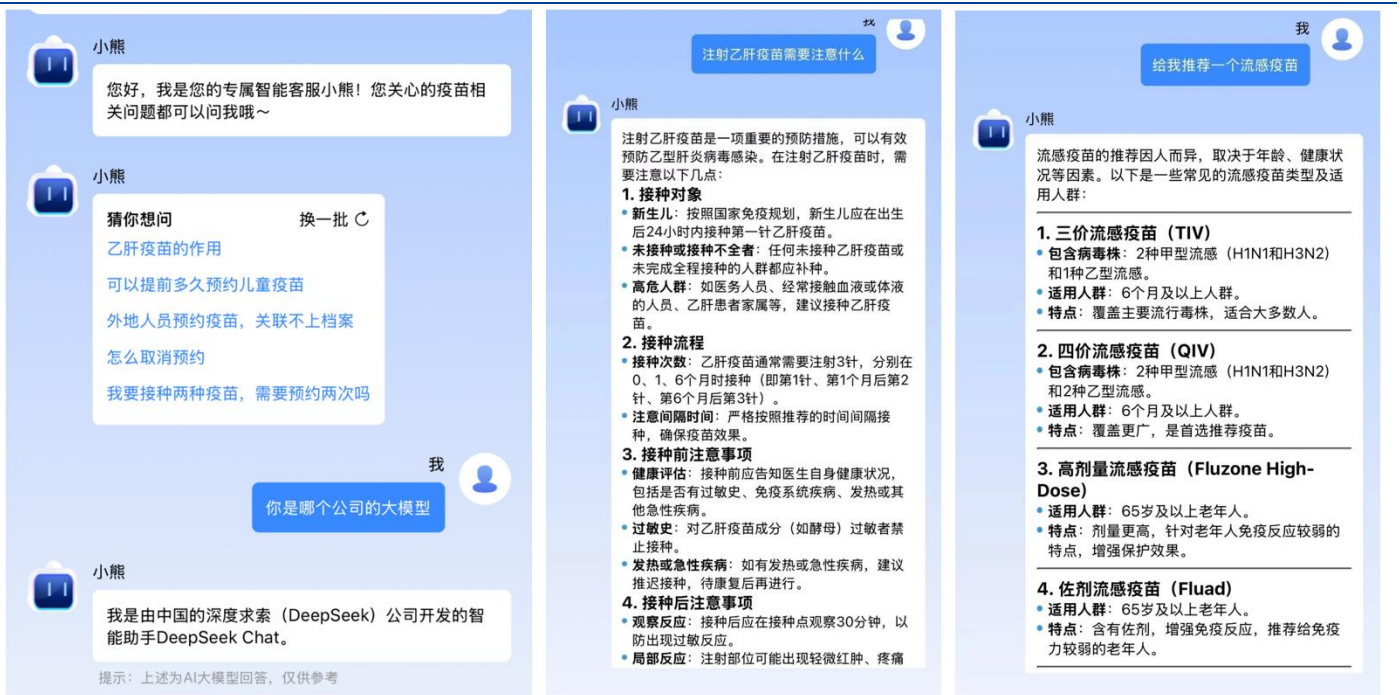 小熊
您好，我是您的专属智能客服小熊！您关心的疫苗相
关问题都可以问我哦～
小熊
猜你想问
换一批
乙肝疫苗的作用
可以提前多久预约儿童疫苗
外地人员预约疫苗，关联不上档案
怎么取消预约
我要接种两种疫苗，需要预约两次吗
我
你是哪个公司的大模型
小熊
我是由中国的深度求索（DeepSeek）公司开发的智
能助手DeepSeek Chat。
提示：上述为AI大模型回答，仅供参考
我
注射乙肝疫苗需要注意什么
小熊
注射乙肝疫苗是一项重要的预防措施，可以有效
预防乙型肝炎病毒感染。在注射乙肝疫苗时，需
要注意以下几点：
1. 接种对象
• 新生儿：按照国家免疫规划，新生儿应在出生
后24小时内接种第一针乙肝疫苗。
• 未接种或接种不全者：任何未接种乙肝疫苗或
未完成全程接种的人群都应补种。
• 高危人群：如医务人员、经常接触血液或体液
的人员、乙肝患者家属等，建议接种乙肝疫
苗。
2. 接种流程
• 接种次数：乙肝疫苗通常需要注射3针，分别在
0、1、6个月时接种（即第1针、第1个月后第2
针、第6个月后第3针）。
• 注意间隔时间：严格按照推荐的时间间隔接
种，确保疫苗效果。
3. 接种前注意事项
• 健康评估：接种前应告知医生自身健康状况，
包括是否有过敏史、免疫系统疾病、发热或其
他急性疾病。
• 过敏史：对乙肝疫苗成分（如酵母）过敏者禁
止接种。
• 发热或急性疾病：如有发热或急性疾病，建议
推迟接种，待康复后再进行。
4. 接种后注意事项
• 观察反应：接种后应在接种点观察30分钟，以
防出现过敏反应。
• 局部反应：注射部位可能出现轻微红肿、疼痛
我
给我推荐一个流感疫苗
小熊
流感疫苗的推荐因人而异，取决于年龄、健康状
况等因素。以下是一些常见的流感疫苗类型及适
用人群：
1. 三价流感疫苗（TIV）
• 包含病毒株：2种甲型流感（H1N1和H3N2）
和1种乙型流感。
• 适用人群：6个月及以上人群。
• 特点：覆盖主要流行毒株，适合大多数人。
2. 四价流感疫苗（QIV）
• 包含病毒株：2种甲型流感（H1N1和H3N2）
和2种乙型流感。
• 适用人群：6个月及以上人群。
• 特点：覆盖更广，是首选推荐疫苗。
3. 高剂量流感疫苗（Fluzone High-
Dose）
• 适用人群：65岁及以上老年人。
• 特点：剂量更高，针对老年人免疫反应较弱的
特点，增强保护效果。
4. 佐剂流感疫苗（Fluad）
• 适用人群：65岁及以上老年人。
• 特点：含有佐剂，增强免疫反应，推荐给免疫
力较弱的老年人。